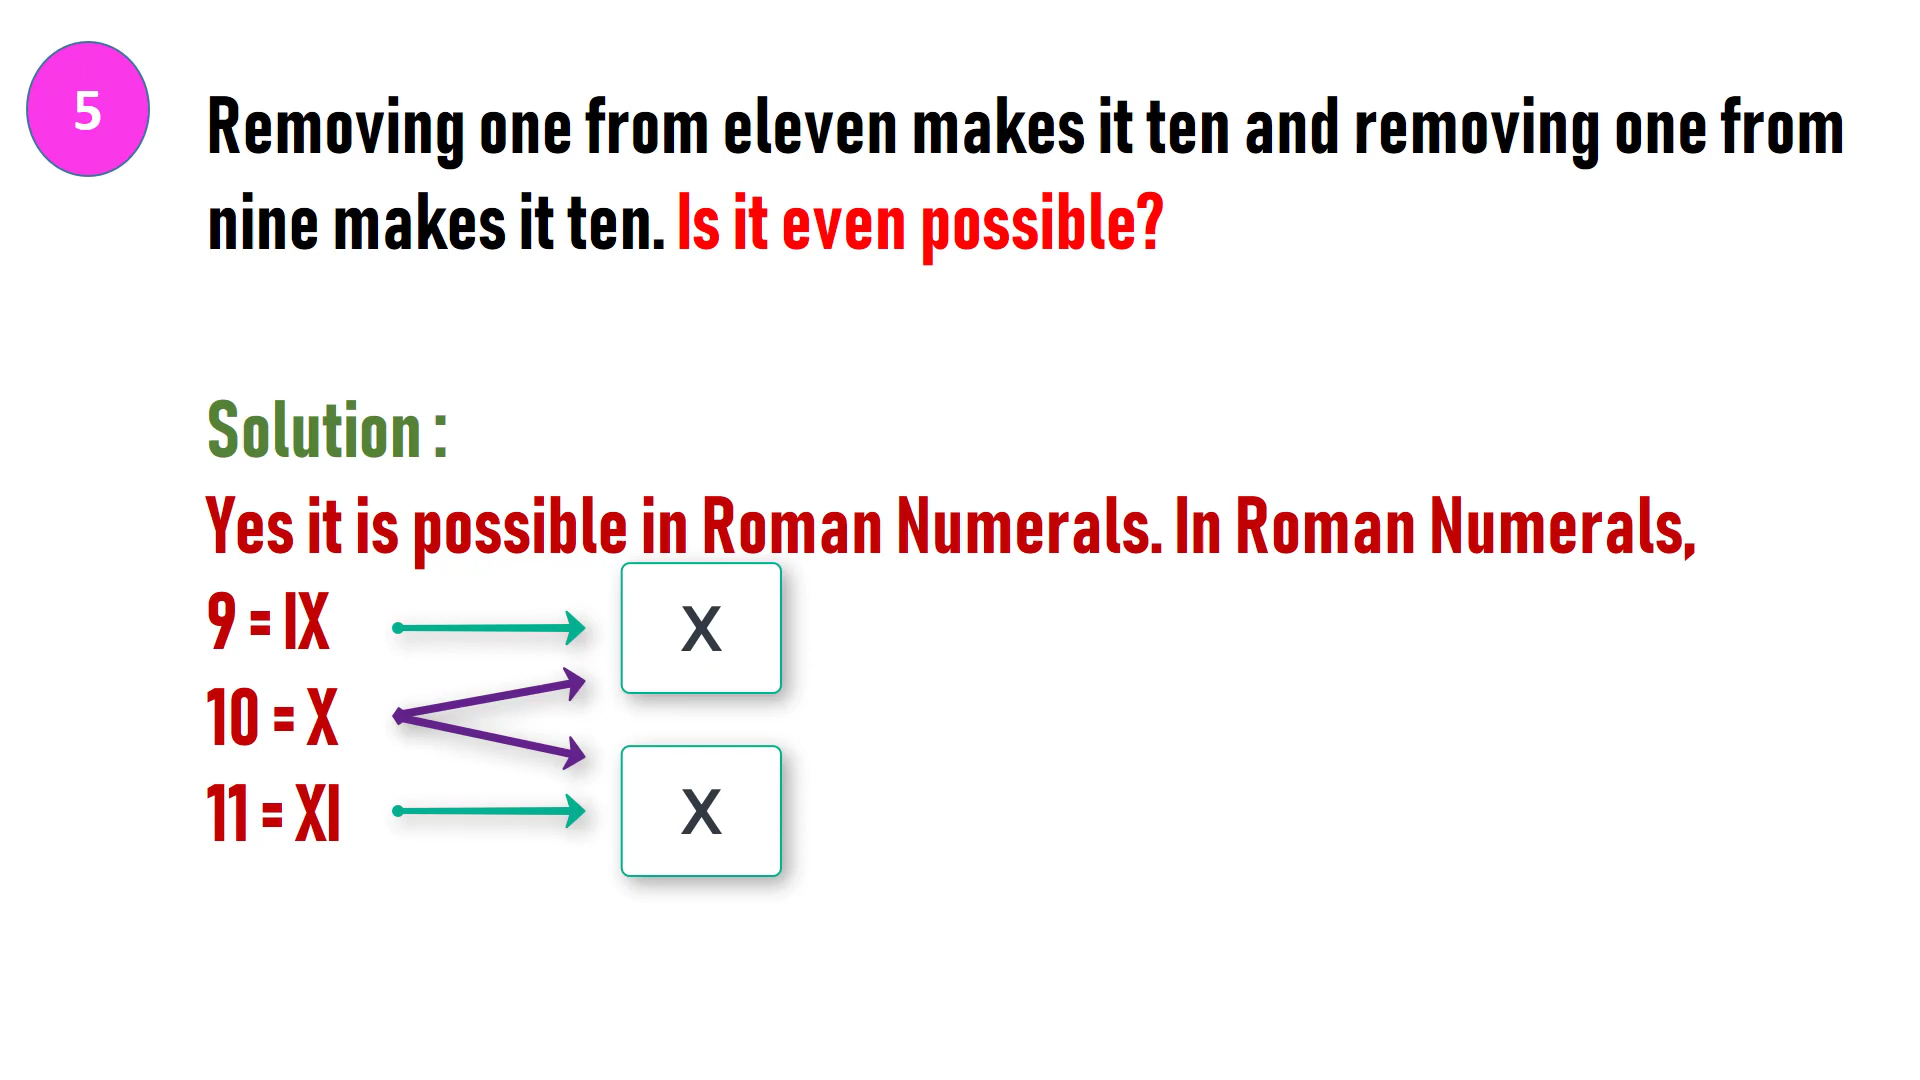 5
Removing one from eleven makes it ten and removing one from
nine makes it ten. Is it even possible?
Solution :
Yes it is possible in Roman Numerals. In Roman Numerals,
9 = IX
X
10 = X
11 = XI
X